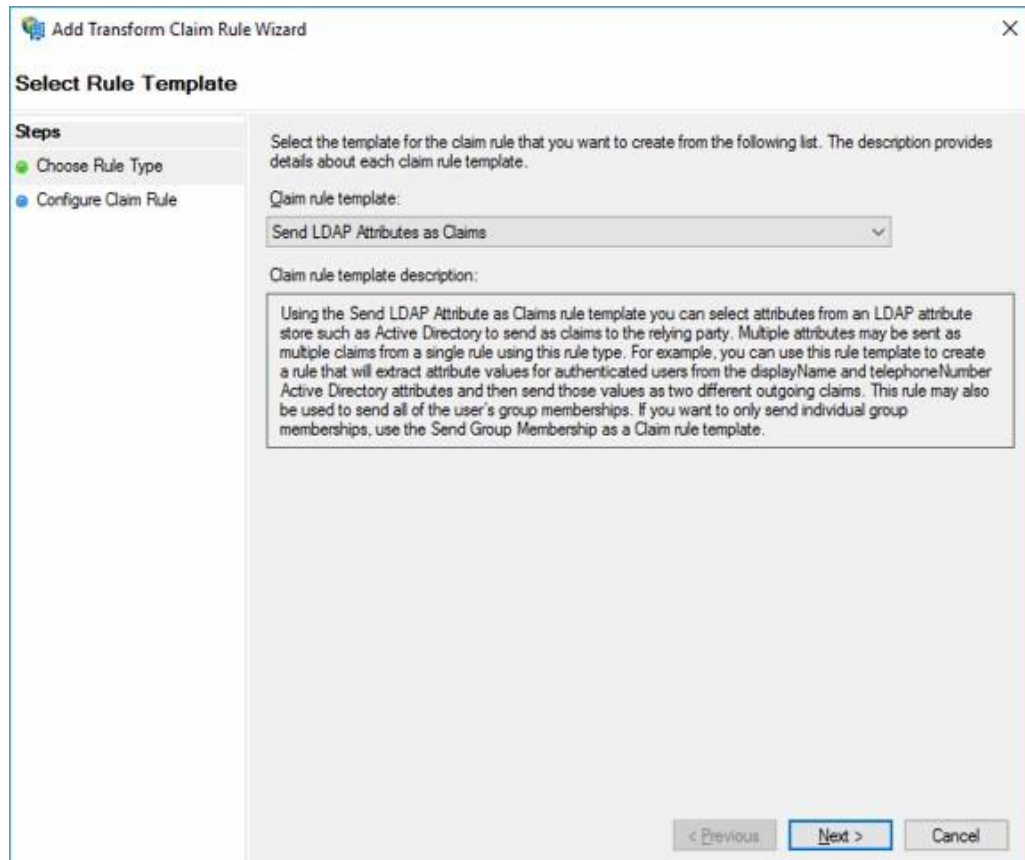 Add Transform Claim Rule Wizard
Select Rule Template
Steps
Choose Rule Type
Configure Claim Rule
Select the template for the claim rule that you want to create from the following list. The description provides
details about each claim rule template.
Claim rule template:
Send LDAP Attributes as Claims
Claim rule template description:
Using the Send LDAP Attribute as Claims rule template you can select attributes from an LDAP attribute
store such as Active Directory to send as claims to the relying party. Multiple attributes may be sent as
multiple claims from a single rule using this rule type. For example, you can use this rule template to create
a rule that will extract attribute values for authenticated users from the displayName and telephoneNumber
Active Directory attributes and then send those values as two different outgoing claims. This rule may also
be used to send all of the user's group memberships. If you want to only send individual group
memberships, use the Send Group Membership as a Claim rule template.
< Previous
Next >
Cancel